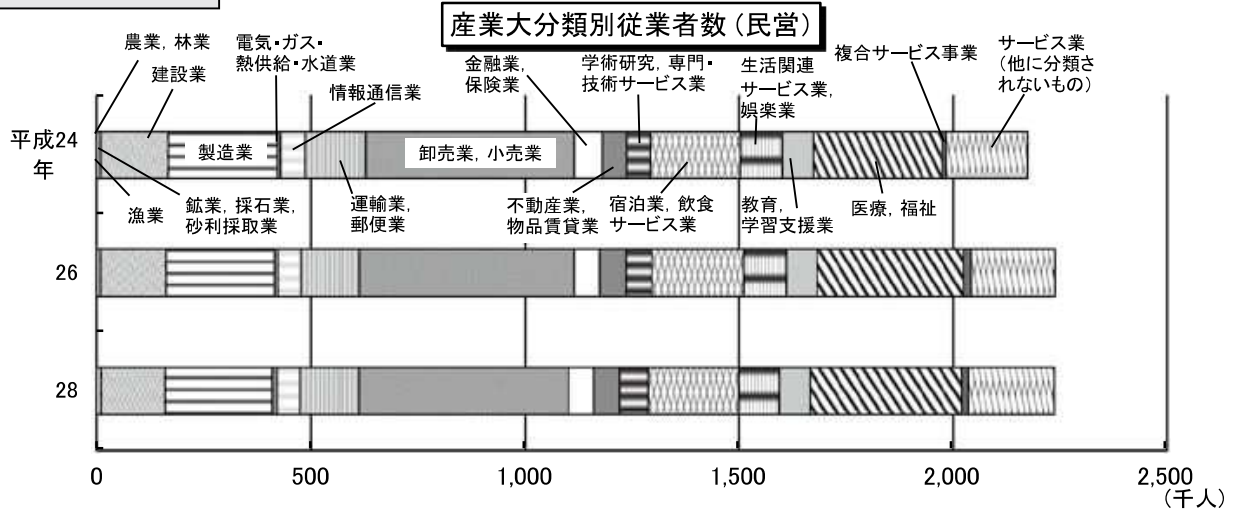 産業大分類別従業者数（民営）
農業，林業
建設業
電気・ガス・
熱供給・水道業
情報通信業
金融業，
保険業
学術研究，専門・
技術サービス業
生活関連
サービス業，
娯楽業
複合サービス事業
サービス業
（他に分類さ
れないもの）
平成24
年
製造業
卸売業，小売業
漁業
鉱業，採石業，
砂利採取業
運輸業，
郵便業
不動産業，
物品賃貸業
宿泊業，飲食
サービス業
教育，
学習支援業
医療，福祉
26
28
0
500
1,000
1,500
2,000
2,500
（千人）